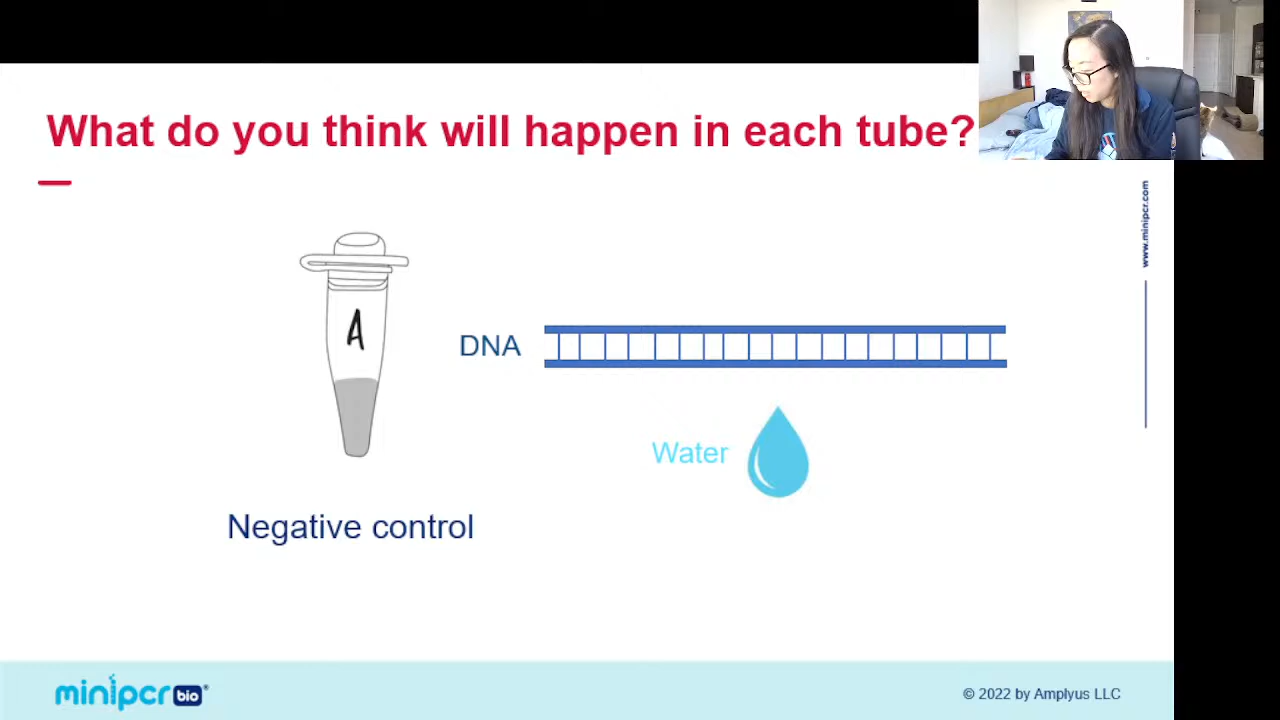 What do you think will happen in each tube?
www.minipcr.com
A
DNA
Water
Negative control
minipcr bio®
© 2022 by Amplyus LLC